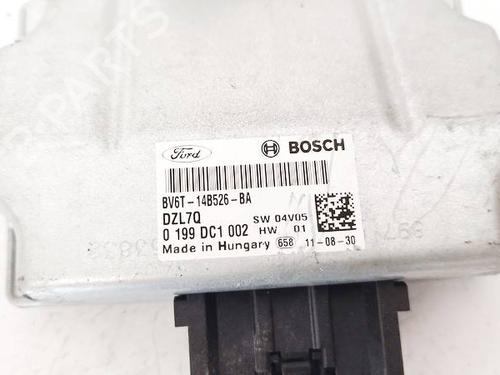 Ford BOSCH
BV6T-14B526-BA
DZL7Q SW 04V05
0 199 DC1 002 HW 01
Made in Hungary 658 11-08-30